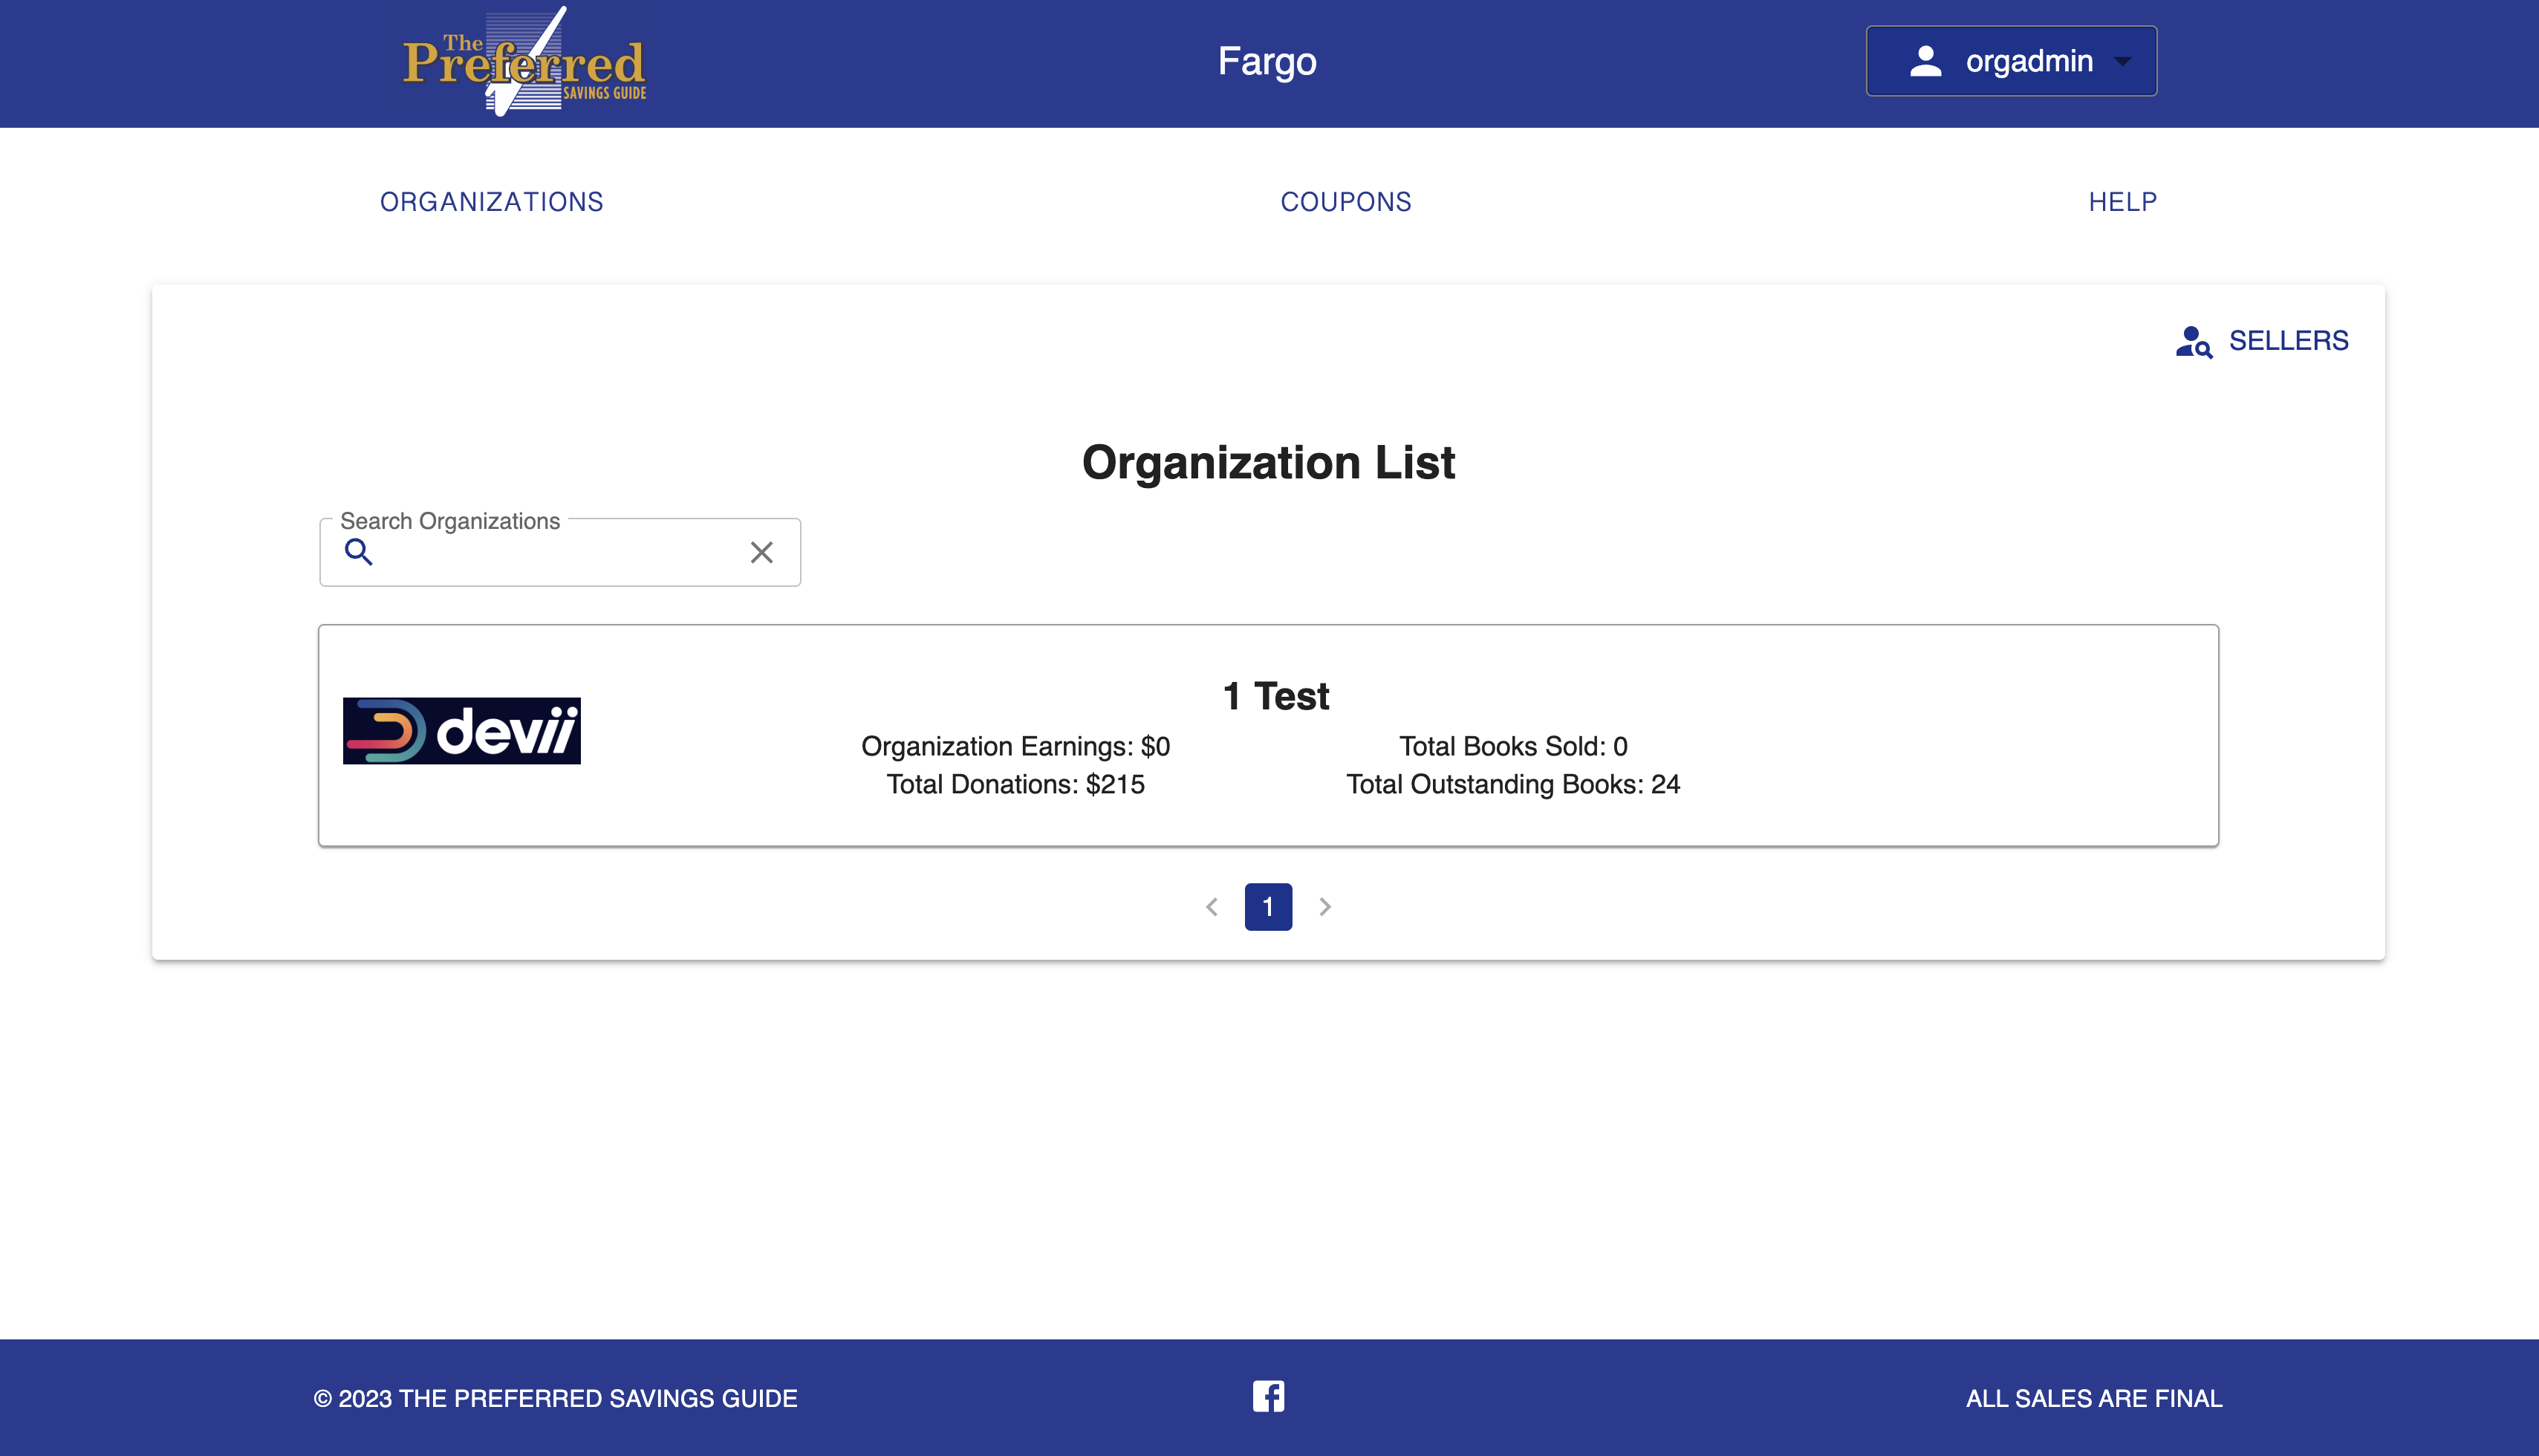 The
Preferred
SAVINGS GUIDE
Fargo
orgadmin
ORGANIZATIONS
COUPONS
HELP
SELLERS
Organization List
Search Organizations
devii
1 Test
Organization Earnings: $0
Total Books Sold: 0
Total Donations: $215
Total Outstanding Books: 24
1
© 2023 THE PREFERRED SAVINGS GUIDE
ALL SALES ARE FINAL